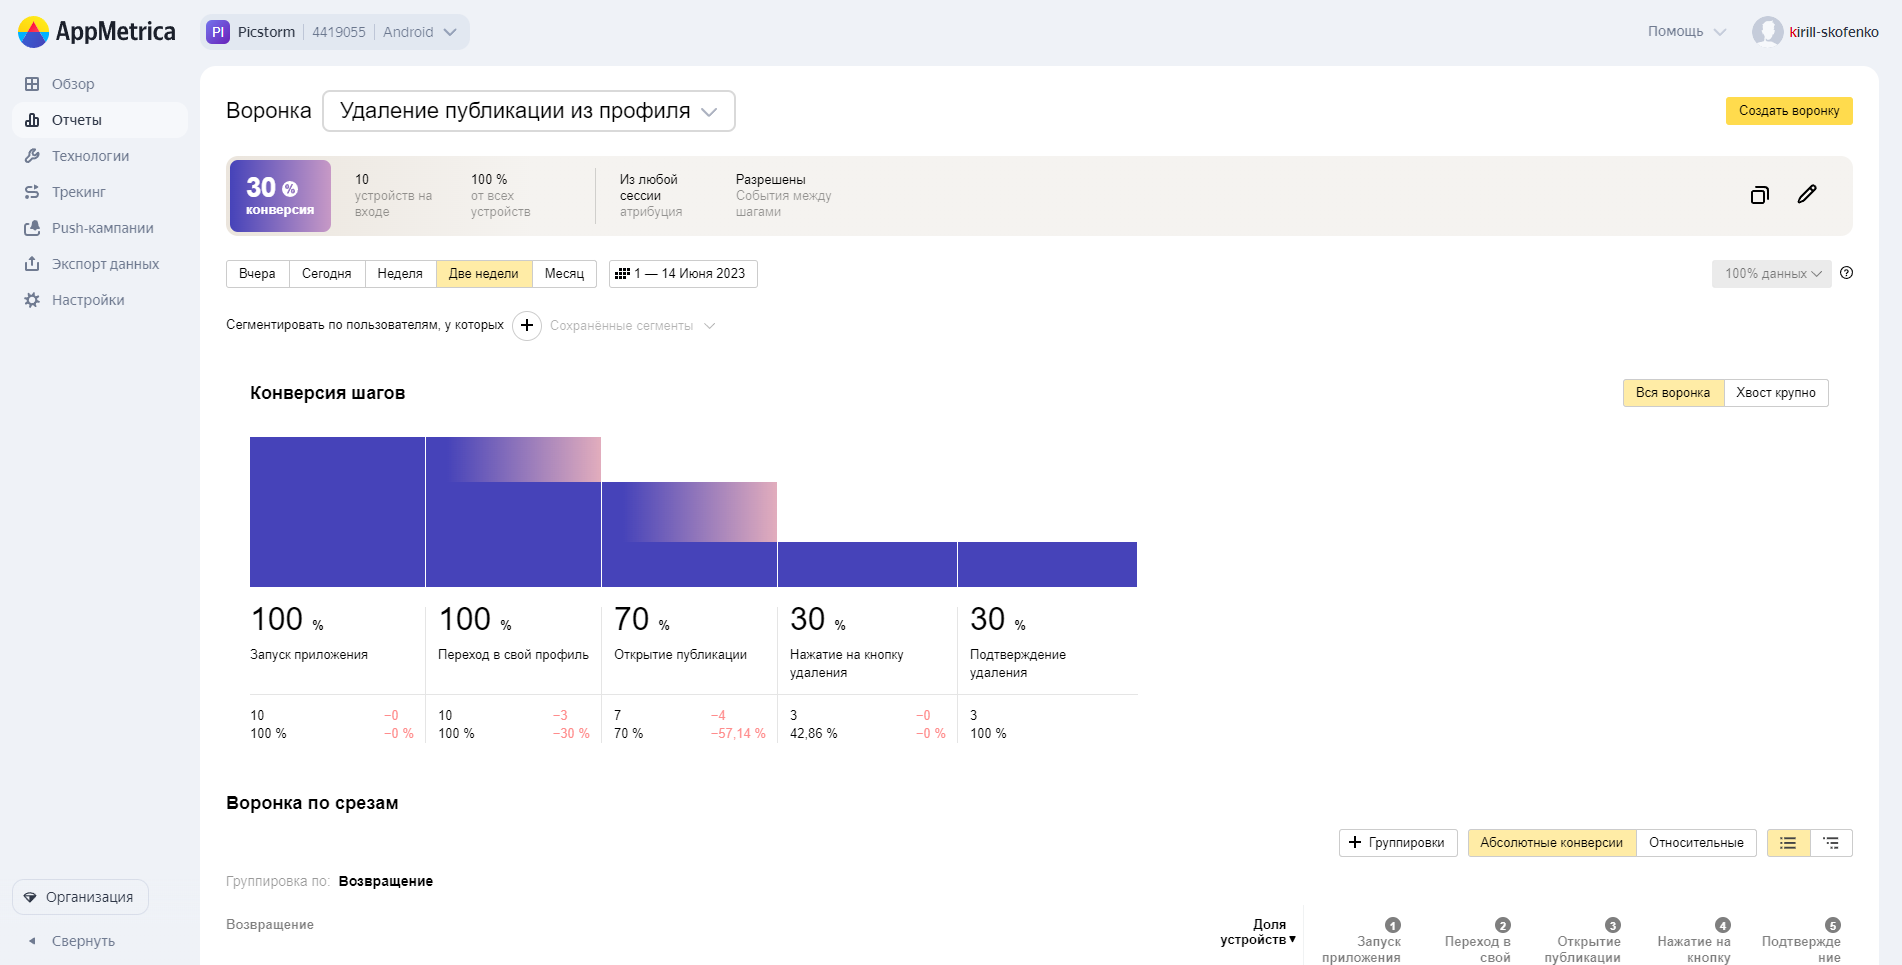 AppMetrica
PI Picstorm 4419055 Android
Помощь
kirill-skofenko
Обзор
Отчеты
Технологии
Трекинг
Push-кампании
Экспорт данных
Настройки
Организация
Свернуть
Воронка Удаление публикации из профиля
Создать воронку
30 %
конверсия
10
устройств на
входе
100 %
от всех
устройств
Из любой
сессии
атрибуция
Разрешены
События между
шагами
Вчера Сегодня Неделя Две недели Месяц 1 — 14 Июня 2023
100% данных ?
Сегментировать по пользователям, у которых + Сохранённые сегменты
Конверсия шагов
Вся воронка Хвост крупно
100 % 100 % 70 % 30 % 30 %
Запуск приложения
Переход в свой профиль
Открытие публикации
Нажатие на кнопку
удаления
Подтверждение
удаления
10 −0 10 −3 7 −4 3 −0 3
100 % −0 % 100 % −30 % 70 % −57,14 % 42,86 % −0 % 100 %
Воронка по срезам
+ Группировки Абсолютные конверсии Относительные
Группировка по: Возвращение
Возвращение
Доля
устройств ▼
1
Запуск
приложения
2
Переход в
свой
3
Открытие
публикации
4
Нажатие на
кнопку
5
Подтвержде
ние